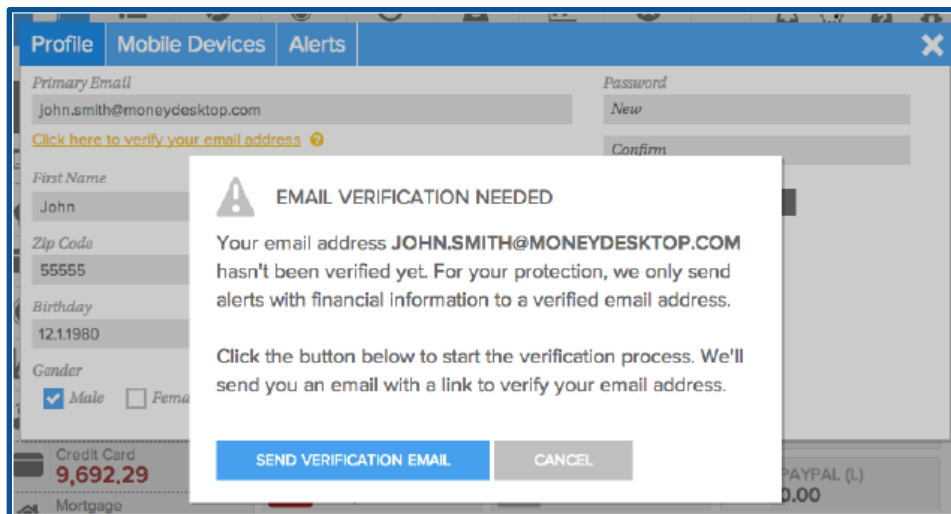 Profile Mobile Devices Alerts
Primary Email
john.smith@moneydesktop.com
Click here to verify your email address ?
Password
New
Confirm
First Name
John
Zip Code
55555
Birthday
12.1.1980
Gender
Male Fema
EMAIL VERIFICATION NEEDED
Your email address JOHN.SMITH@MONEYDESKTOP.COM
hasn't been verified yet. For your protection, we only send
alerts with financial information to a verified email address.
Click the button below to start the verification process. We'll
send you an email with a link to verify your email address.
SEND VERIFICATION EMAIL CANCEL
Credit Card
9,692.29
Mortgage
PAYPAL (L)
0.00